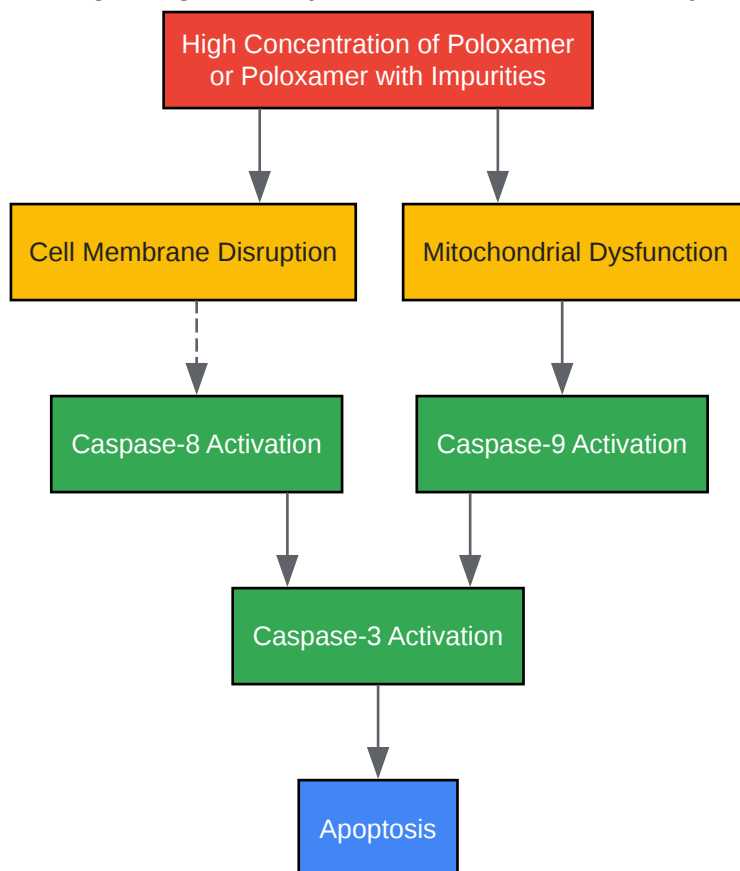 High Concentration of Poloxamer
or Poloxamer with Impurities
Cell Membrane Disruption
Mitochondrial Dysfunction
Caspase-8 Activation
Caspase-9 Activation
Caspase-3 Activation
Apoptosis